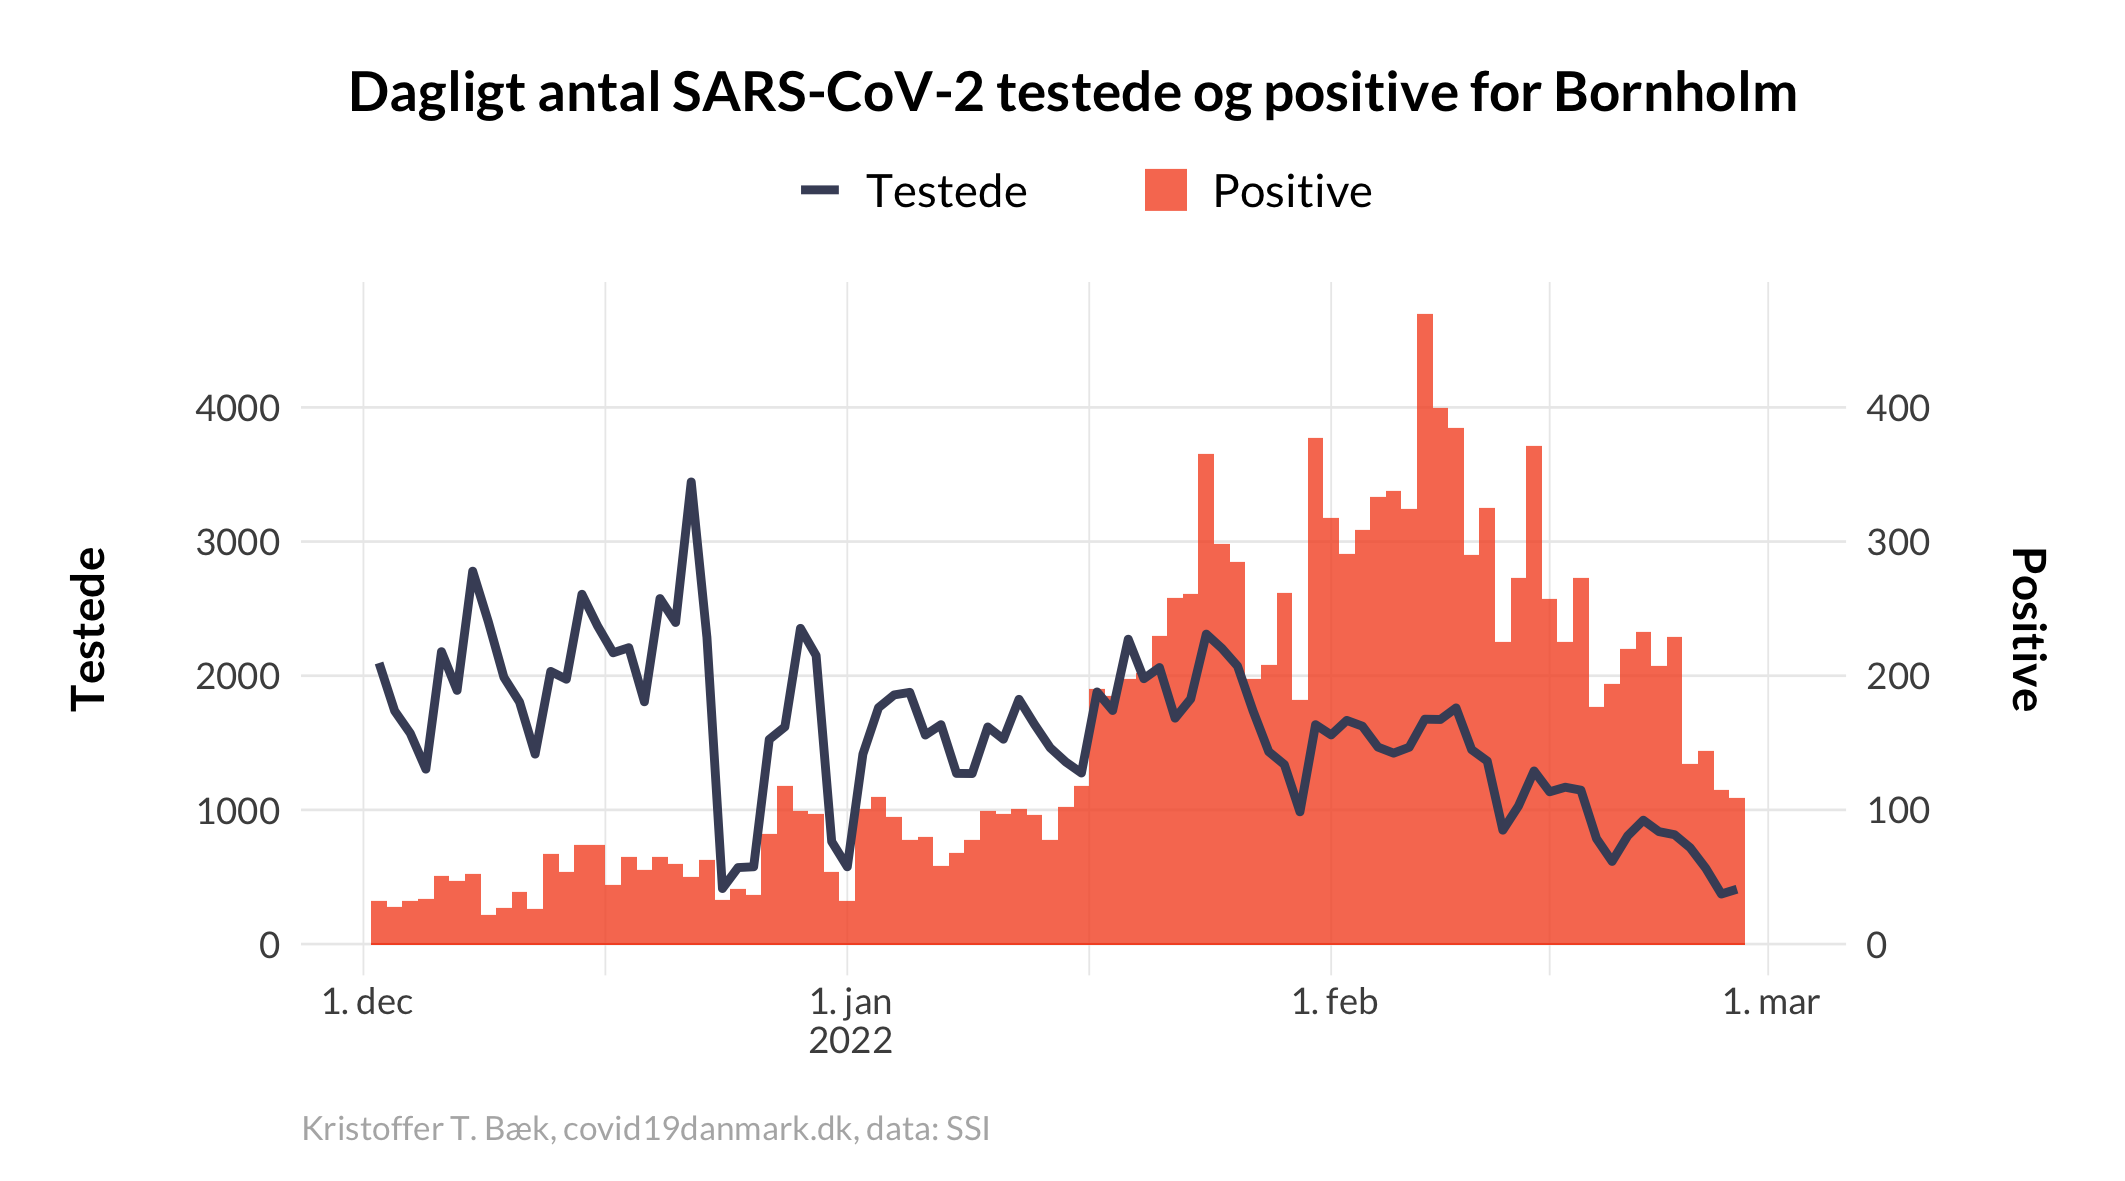 Dagligt antal SARS-CoV-2 testede og positive for Bornholm
Testede
Positive
Testede
4000
3000
2000
1000
0
400
300
200
100
0
Positive
1. dec
1. jan
2022
1. feb
1. mar
Kristoffer T. Bæk, covid19danmark.dk, data: SSI